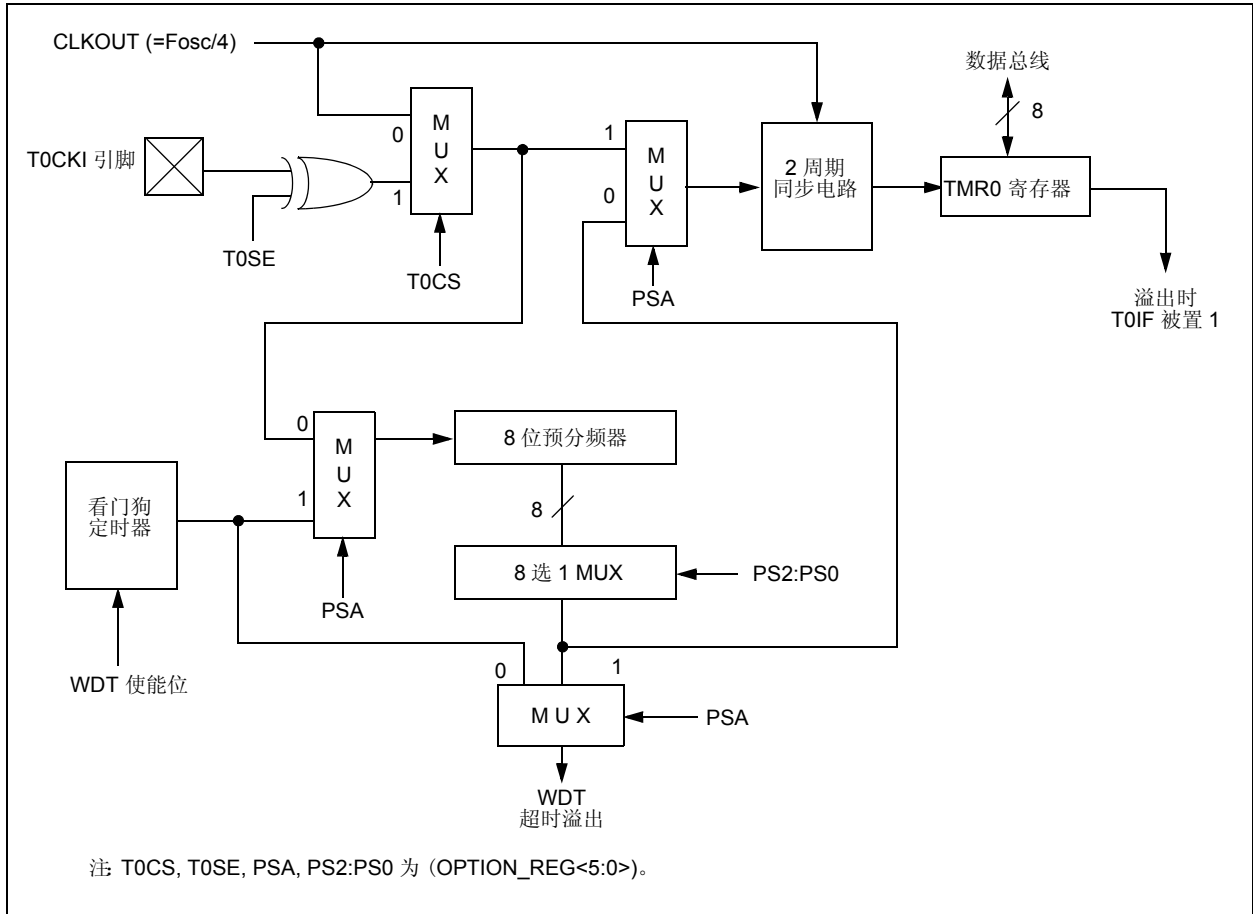 CLKOUT (=Fosc/4)
数据总线
8
M
U
X
0
1
T0CKI 引脚
T0SE
T0CS
1
0
M
U
X
PSA
2 周期
同步电路
TMR0 寄存器
溢出时
T0IF 被置 1
0
1
M
U
X
PSA
8 位预分频器
看门狗
定时器
8
8 选 1 MUX
PS2:PS0
WDT 使能位
0
1
M U X
PSA
WDT
超时溢出
注: T0CS, T0SE, PSA, PS2:PS0 为 (OPTION_REG<5:0>)。